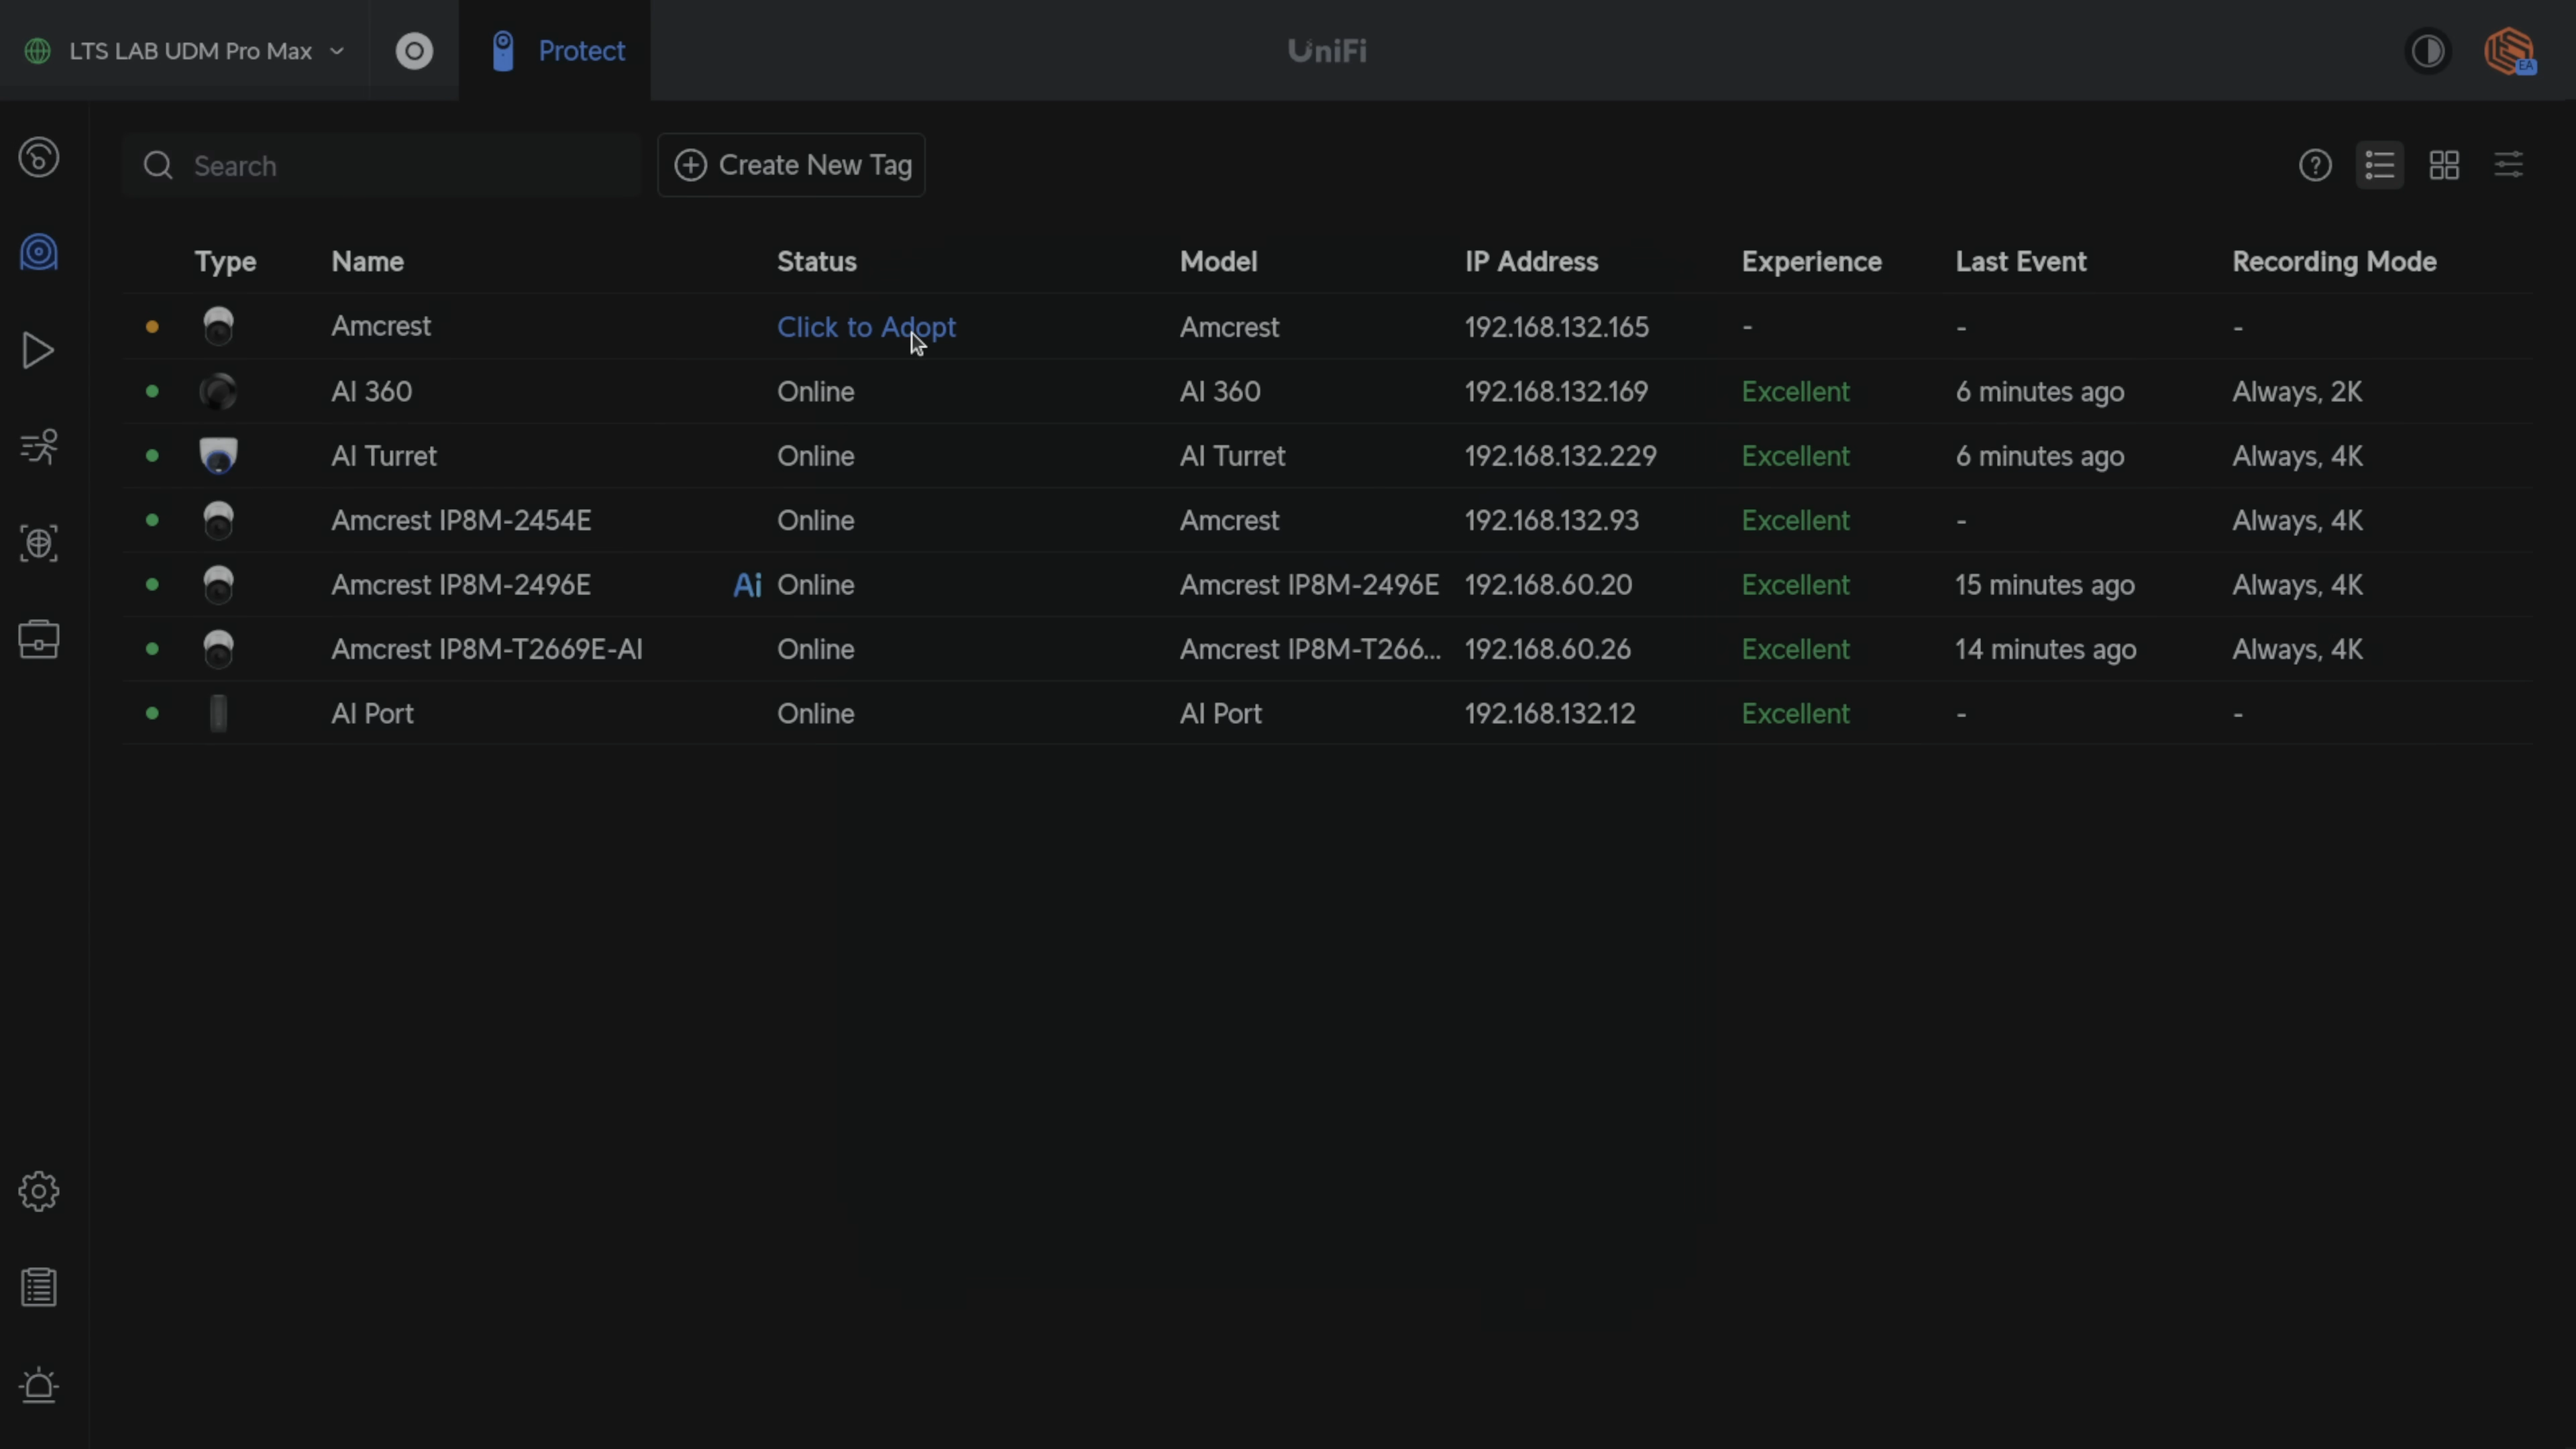 LTS LAB UDM Pro Max
Protect
UniFi
EA
Search
Create New Tag
Type Name Status Model IP Address Experience Last Event Recording Mode
Amcrest Click to Adopt Amcrest 192.168.132.165 - - -
AI 360 Online AI 360 192.168.132.169 Excellent 6 minutes ago Always, 2K
AI Turret Online AI Turret 192.168.132.229 Excellent 6 minutes ago Always, 4K
Amcrest IP8M-2454E Online Amcrest 192.168.132.93 Excellent - Always, 4K
Amcrest IP8M-2496E Ai Online Amcrest IP8M-2496E 192.168.60.20 Excellent 15 minutes ago Always, 4K
Amcrest IP8M-T2669E-AI Online Amcrest IP8M-T266... 192.168.60.26 Excellent 14 minutes ago Always, 4K
AI Port Online AI Port 192.168.132.12 Excellent - -